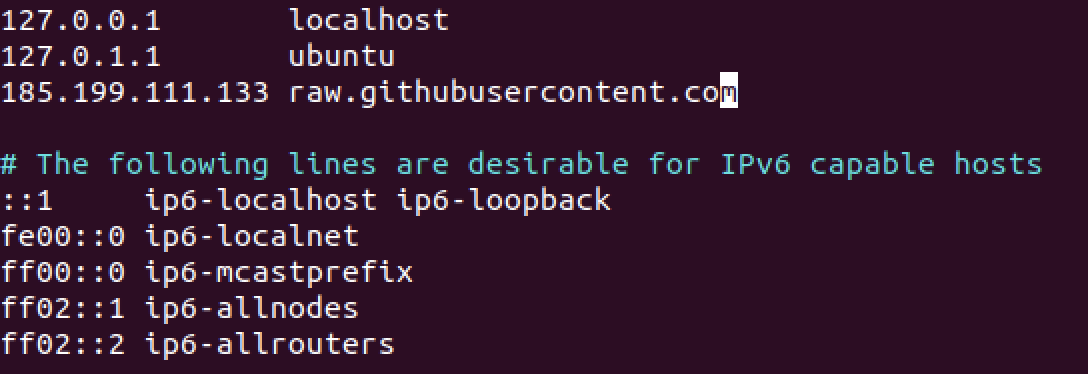 127.0.0.1       localhost
127.0.1.1       ubuntu
185.199.111.133 raw.githubusercontent.com
# The following lines are desirable for IPv6 capable hosts
::1     ip6-localhost ip6-loopback
fe00::0 ip6-localnet
ff00::0 ip6-mcastprefix
ff02::1 ip6-allnodes
ff02::2 ip6-allrouters